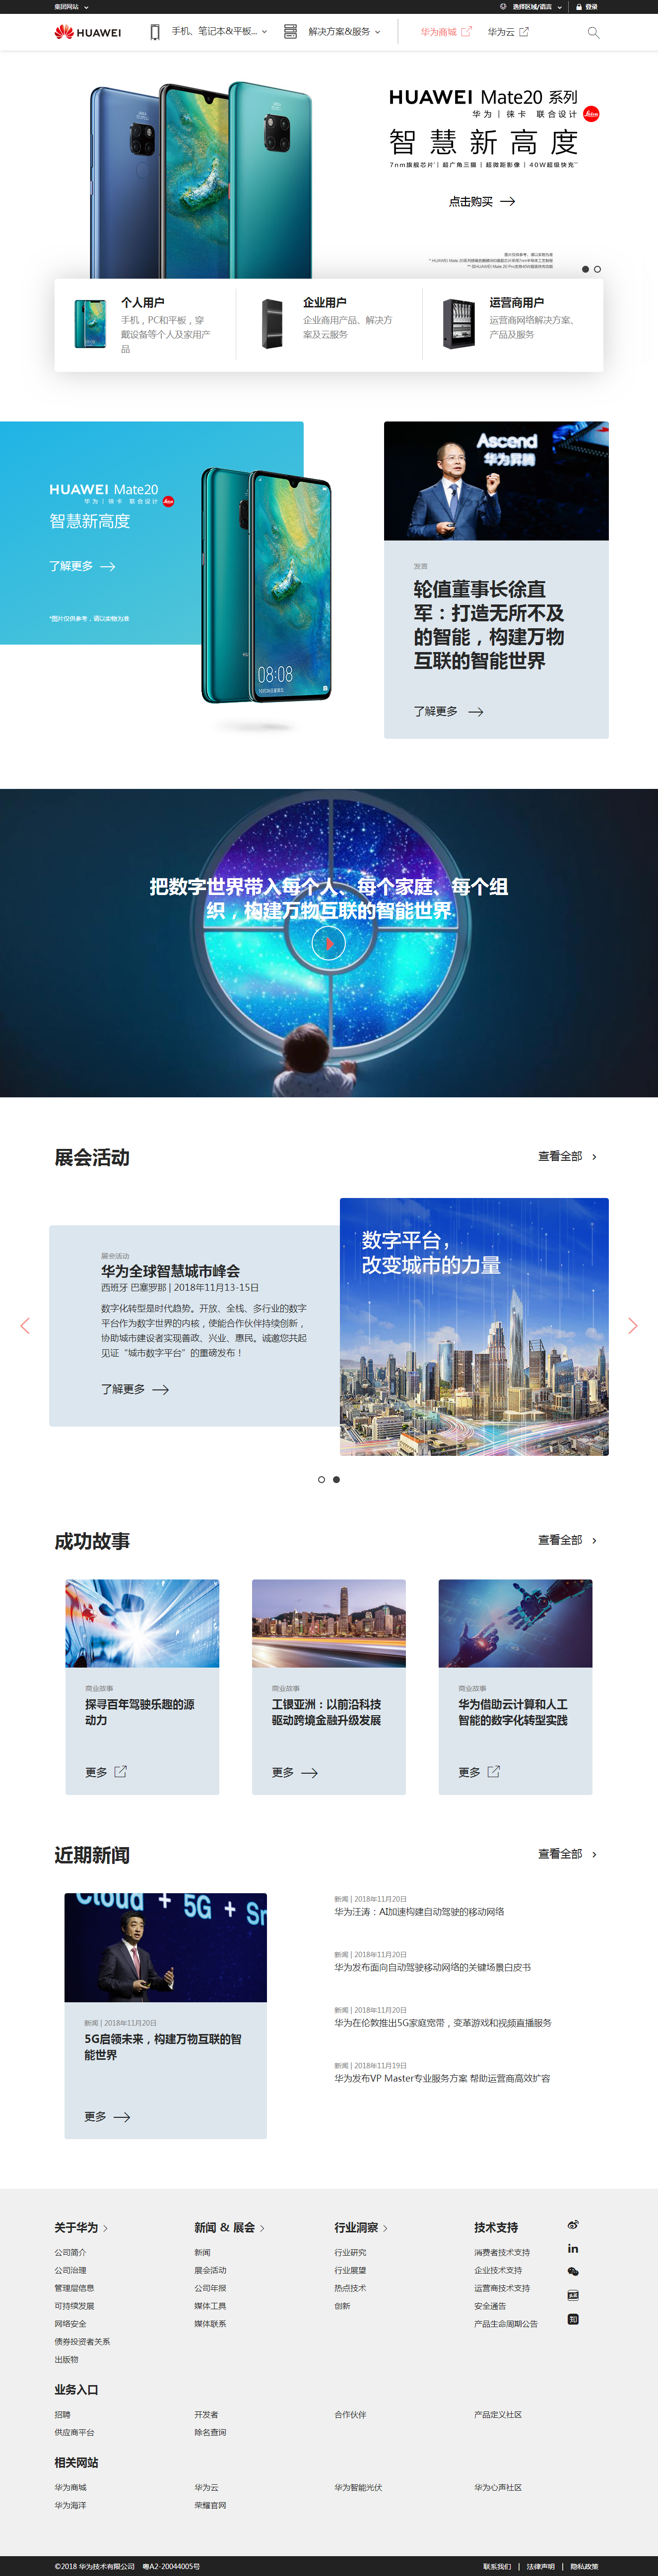 集团网站
选择区域/语言
登录
HUAWEI
手机、笔记本&平板...
解决方案&服务
华为商城
华为云
HUAWEI Mate20 系列
华为 | 徕卡 联合设计
智慧新高度
7nm旗舰芯片 | 超广角三摄 | 超微距影像 | 40W超级快充
点击购买
个人用户
手机，PC和平板，穿
戴设备等个人及家用产
品
企业用户
企业商用产品、解决方
案及云服务
运营商用户
运营商网络解决方案、
产品及服务
HUAWEI Mate20
华为 | 徕卡 联合设计
智慧新高度
了解更多
*图片仅供参考，请以实物为准
08:08
Ascend
华为昇腾
发言
轮值董事长徐直
军：打造无所不及
的智能，构建万物
互联的智能世界
了解更多
把数字世界带入每个人、每个家庭、每个组
织，构建万物互联的智能世界
展会活动
查看全部
展会活动
华为全球智慧城市峰会
西班牙 巴塞罗那 | 2018年11月13-15日
数字化转型是时代趋势。开放、全栈、多行业的数字
平台作为数字世界的内核，使能合作伙伴持续创新，
协助城市建设者实现善政、兴业、惠民。诚邀您共起
见证“城市数字平台”的重磅发布！
了解更多
数字平台，
改变城市的力量
成功故事
查看全部
商业故事
探寻百年驾驶乐趣的源
动力
更多
商业故事
工银亚洲：以前沿科技
驱动跨境金融升级发展
更多
商业故事
华为借助云计算和人工
智能的数字化转型实践
更多
近期新闻
查看全部
Cloud + 5G + Sm
新闻 | 2018年11月20日
5G启领未来，构建万物互联的智
能世界
更多
新闻 | 2018年11月20日
华为汪涛：AI加速构建自动驾驶的移动网络
新闻 | 2018年11月20日
华为发布面向自动驾驶移动网络的关键场景白皮书
新闻 | 2018年11月20日
华为在伦敦推出5G家庭宽带，变革游戏和视频直播服务
新闻 | 2018年11月19日
华为发布VP Master专业服务方案 帮助运营商高效扩容
关于华为
公司简介
公司治理
管理层信息
可持续发展
网络安全
债券投资者关系
出版物
新闻 & 展会
新闻
展会活动
公司年报
媒体工具
媒体联系
行业洞察
行业研究
行业展望
热点技术
创新
技术支持
消费者技术支持
企业技术支持
运营商技术支持
安全通告
产品生命周期公告
业务入口
招聘
开发者
合作伙伴
产品定义社区
供应商平台
除名查询
相关网站
华为商城
华为云
华为智能光伏
华为心声社区
华为海洋
荣耀官网
©2018 华为技术有限公司 粤A2-20044005号
联系我们 | 法律声明 | 隐私政策